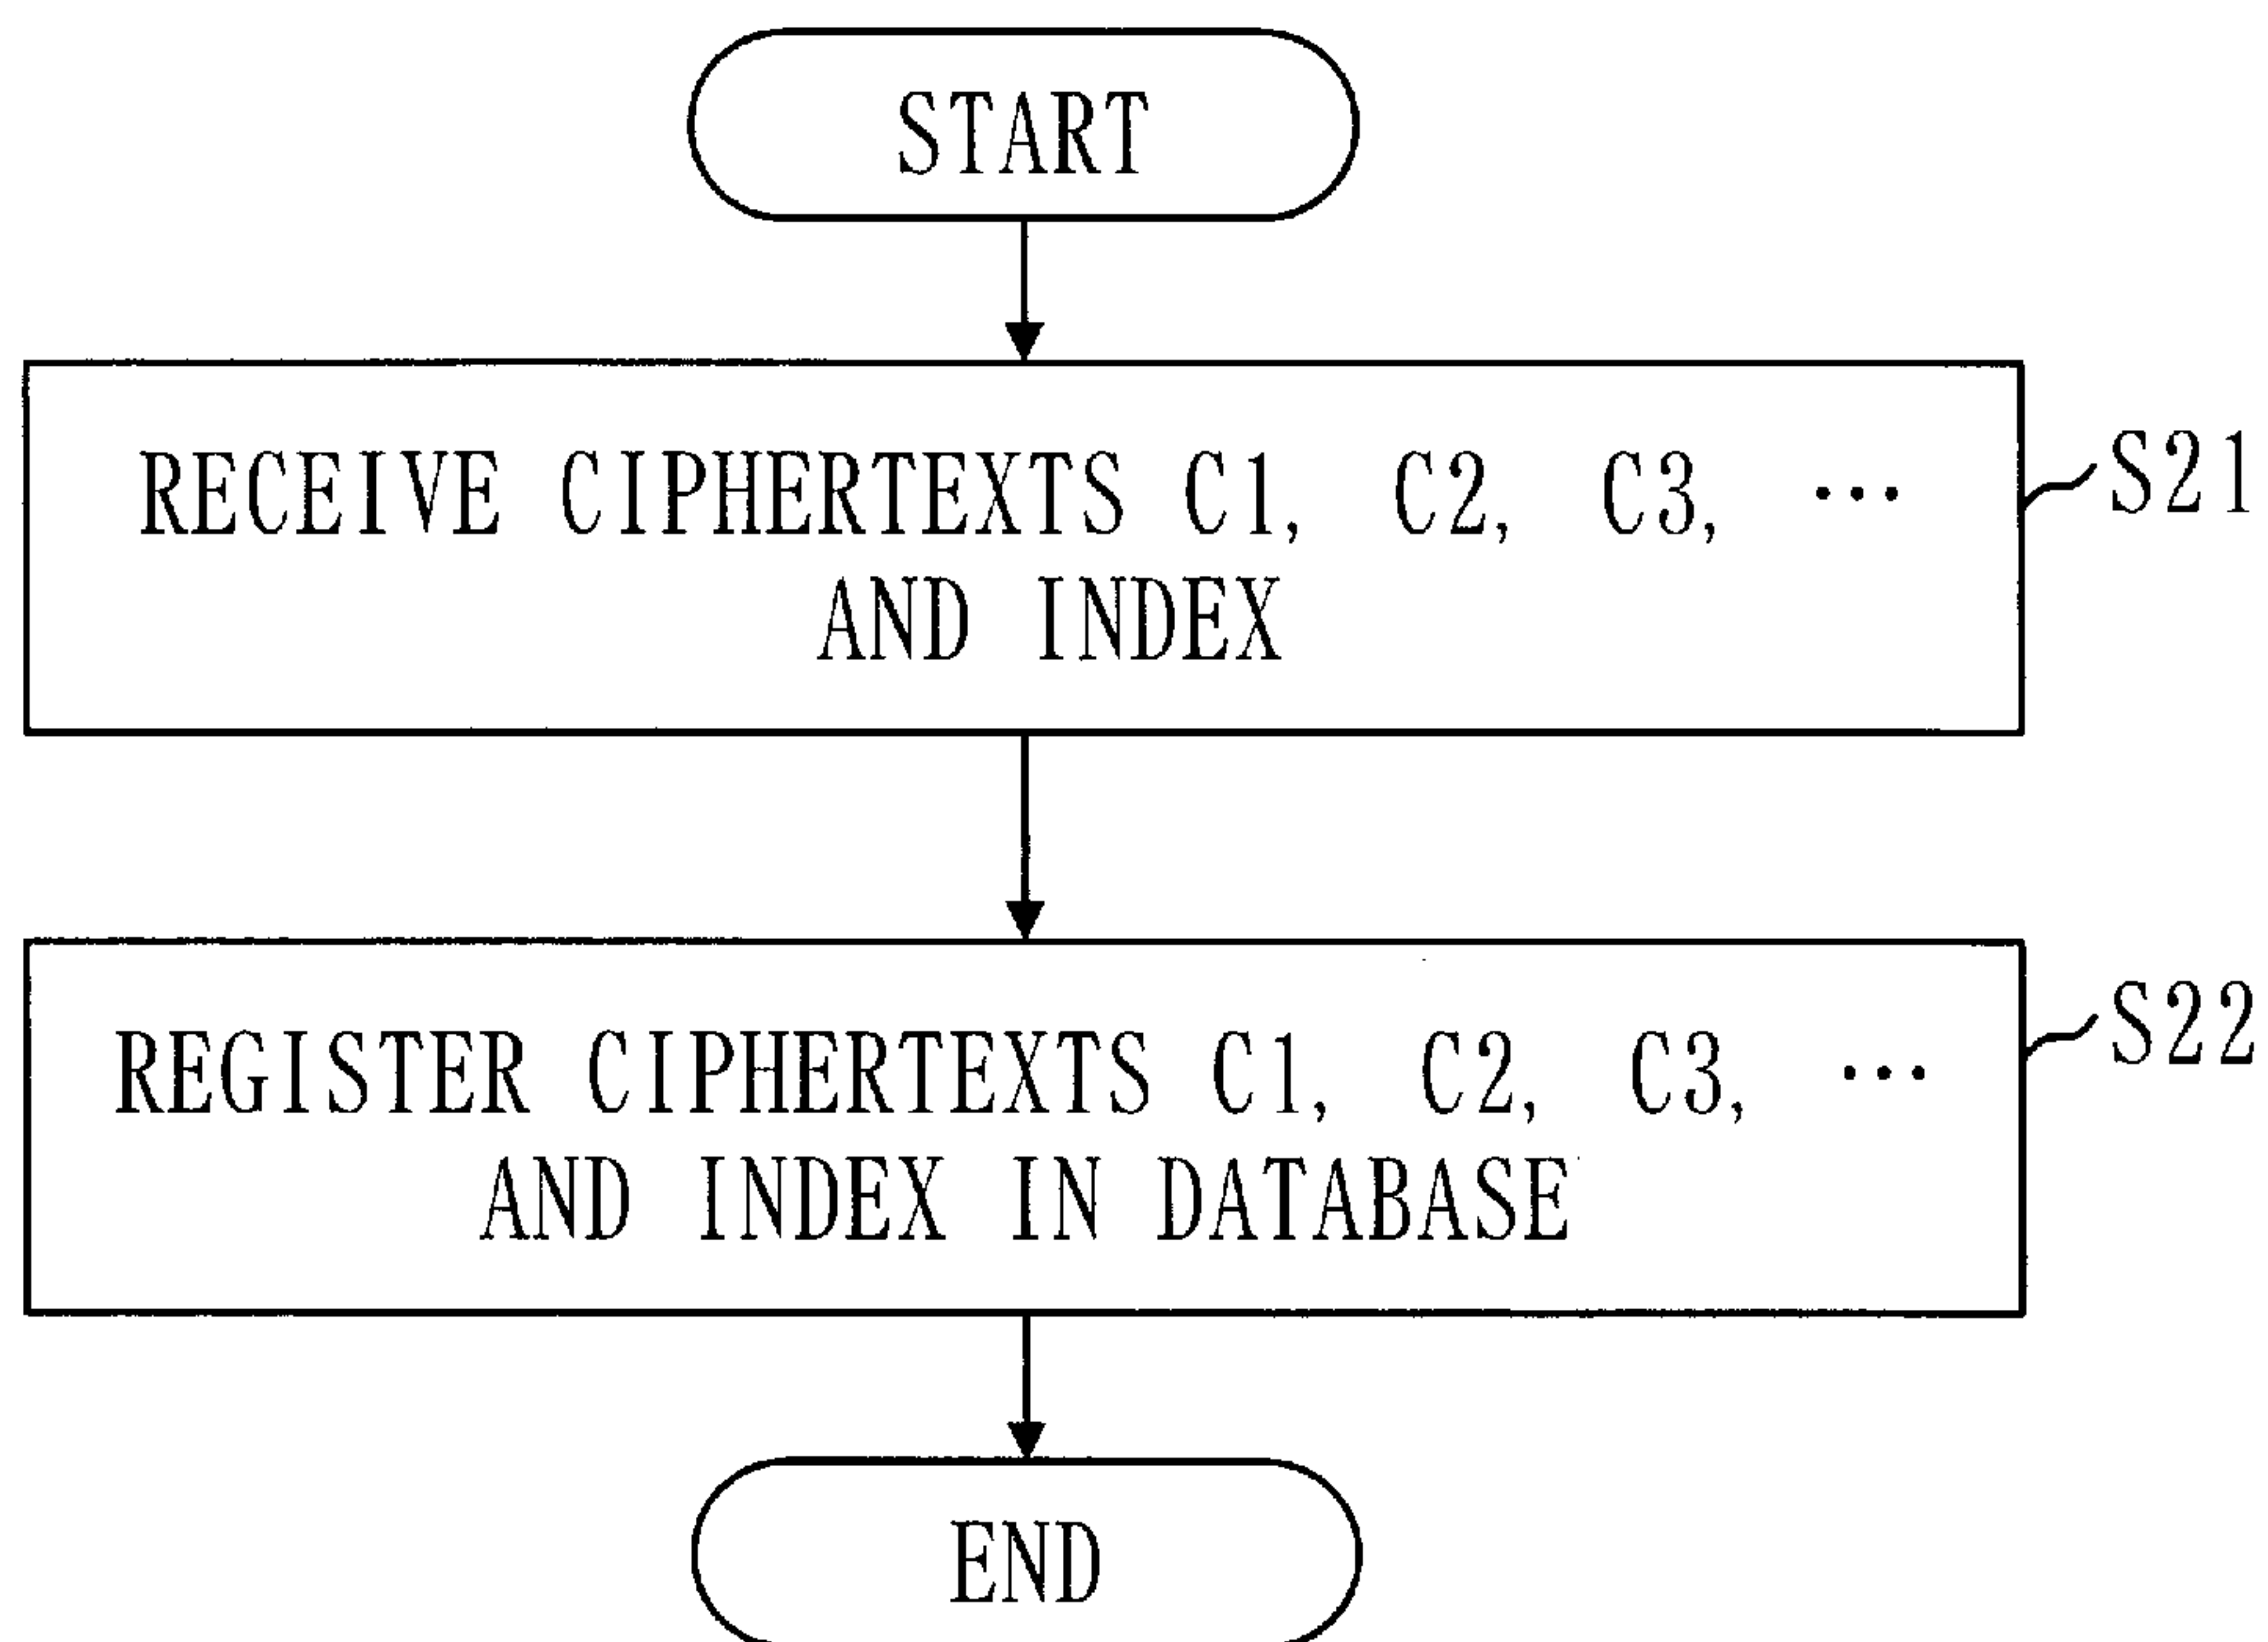 START
RECEIVE CIPHERTEXTS C1, C2, C3, ···
AND INDEX
S21
REGISTER CIPHERTEXTS C1, C2, C3, ···
AND INDEX IN DATABASE
S22
END